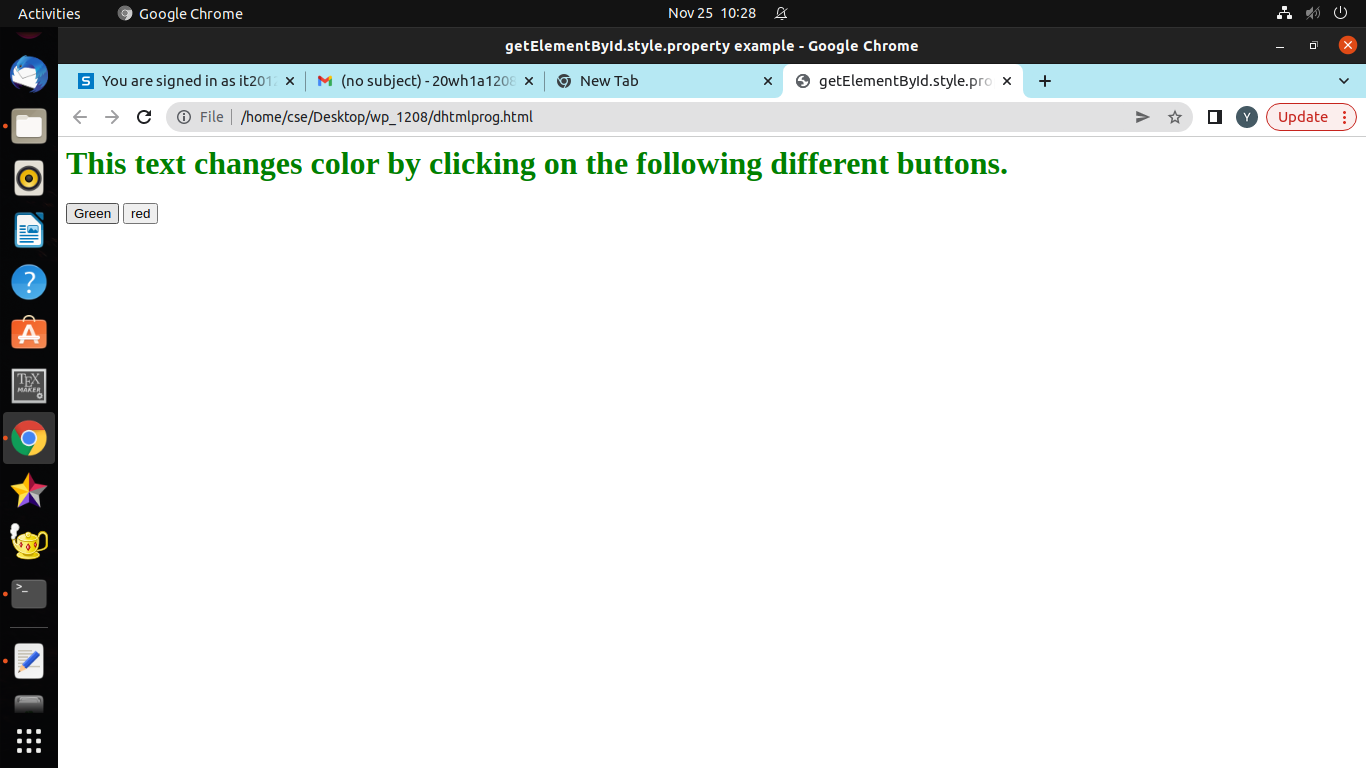 Activities Google Chrome Nov 25 10:28
getElementById.style.property example - Google Chrome
You are signed in as it201 (no subject) - 20wh1a1208 New Tab getElementById.style.pro
File /home/cse/Desktop/wp_1208/dhtmlprog.html Y Update
This text changes color by clicking on the following different buttons.
Green red
TEX
MAKER